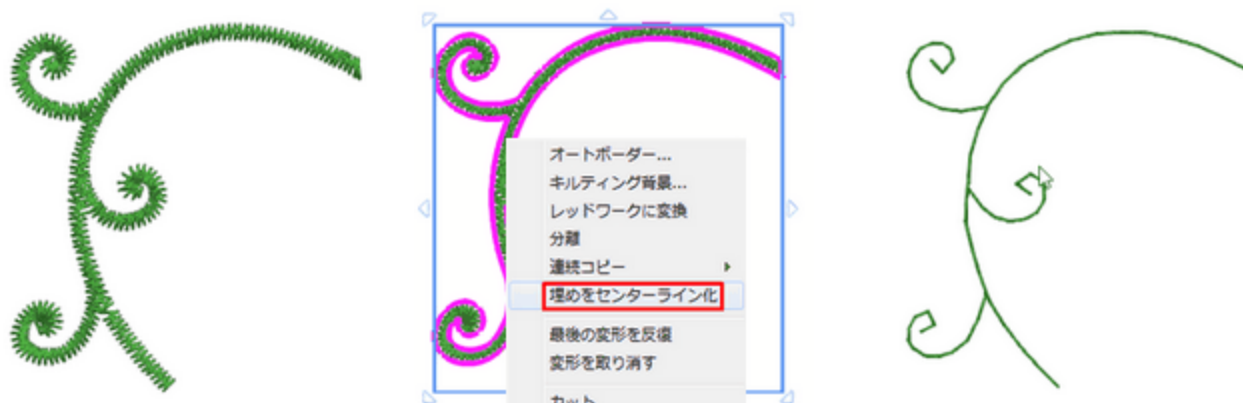 オートボーダー...
キルティング背景...
レッドワークに変換
分離
連続コピー
埋めをセンターライン化
最後の変形を反復
変形を取り消す
カット